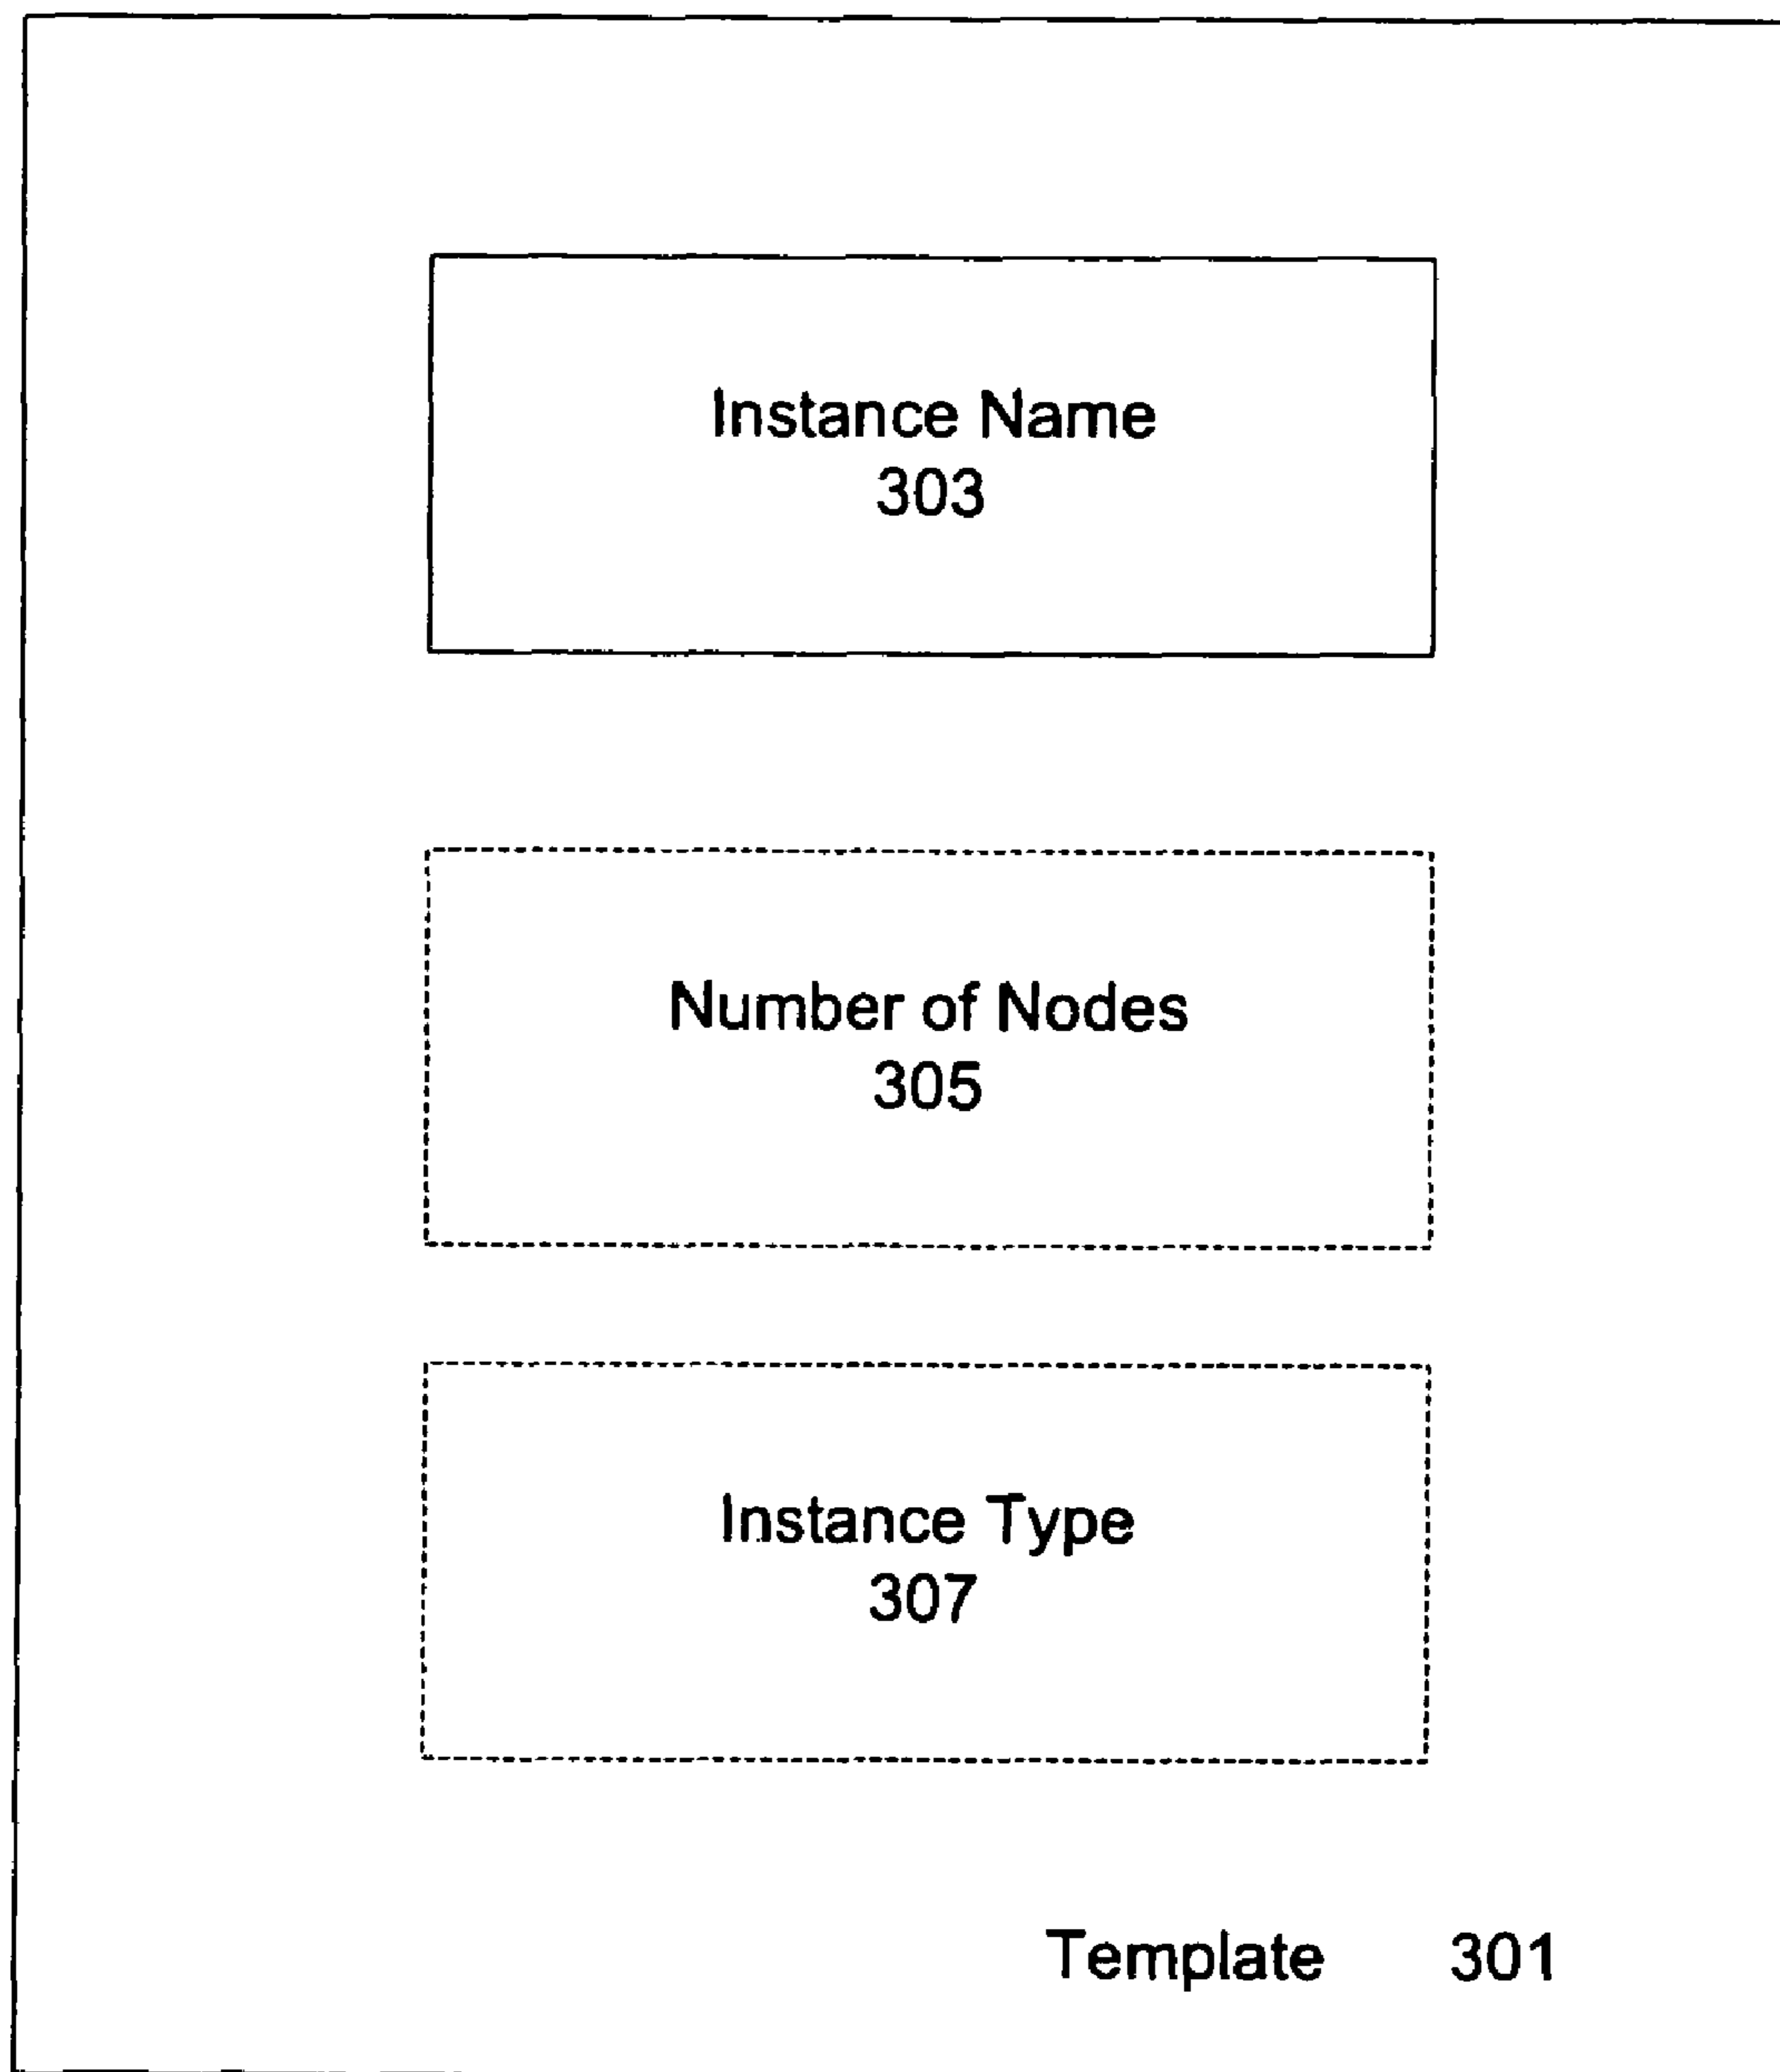 Instance Name
303
Number of Nodes
305
Instance Type
307
Template 301